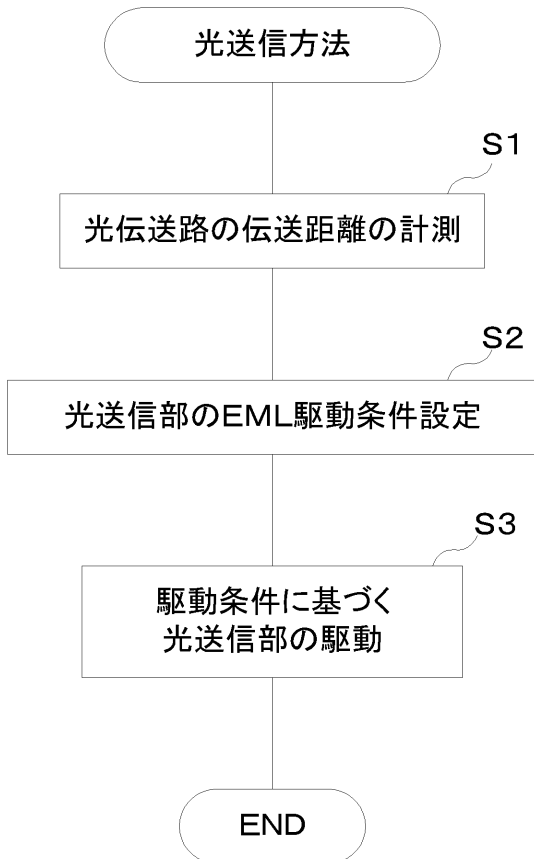 光送信方法
S1
光伝送路の伝送距離の計測
S2
光送信部のEML駆動条件設定
S3
駆動条件に基づく
光送信部の駆動
END